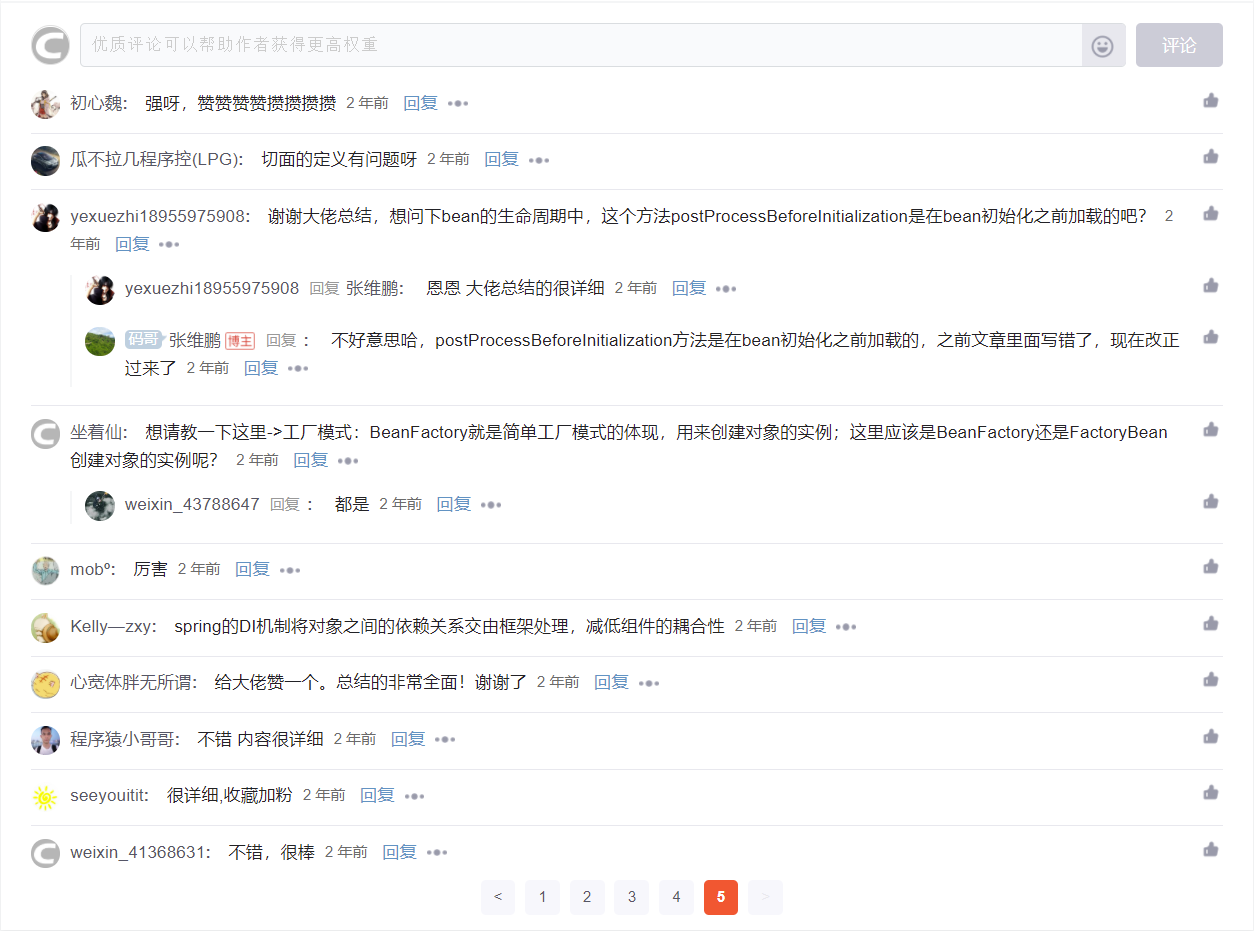 优质评论可以帮助作者获得更高权重
评论
初心魏： 强呀，赞赞赞赞攒攒攒攒 2 年前 回复
瓜不拉几程序控(LPG)： 切面的定义有问题呀 2 年前 回复
yexuezhi18955975908： 谢谢大佬总结，想问下bean的生命周期中，这个方法postProcessBeforeInitialization是在bean初始化之前加载的吧？ 2
年前 回复
yexuezhi18955975908 回复 张维鹏： 恩恩 大佬总结的很详细 2 年前 回复
码哥 张维鹏 博主 回复 ： 不好意思哈，postProcessBeforeInitialization方法是在bean初始化之前加载的，之前文章里面写错了，现在改正
过来了 2 年前 回复
坐着仙： 想请教一下这里->工厂模式：BeanFactory就是简单工厂模式的体现，用来创建对象的实例；这里应该是BeanFactory还是FactoryBean
创建对象的实例呢？ 2 年前 回复
weixin_43788647 回复 ： 都是 2 年前 回复
mobº： 厉害 2 年前 回复
Kelly—zxy： spring的DI机制将对象之间的依赖关系交由框架处理，减低组件的耦合性 2 年前 回复
心宽体胖无所谓： 给大佬赞一个。总结的非常全面！谢谢了 2 年前 回复
程序猿小哥哥： 不错 内容很详细 2 年前 回复
seeyouitit： 很详细,收藏加粉 2 年前 回复
weixin_41368631： 不错，很棒 2 年前 回复
< 1 2 3 4 5 >